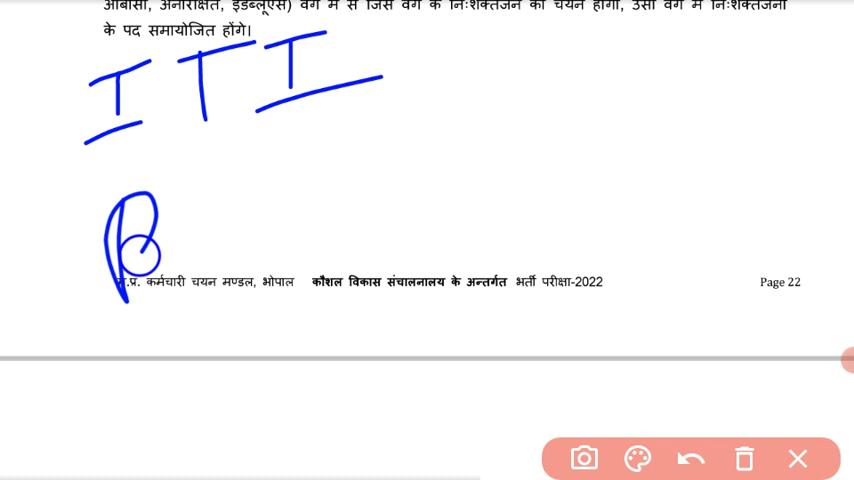 ओबीसी, अनारक्षित, ईडब्लूएस) वर्ग में से जिस वर्ग के निःशक्तजन का चयन होगा, उसी वर्ग में निःशक्तजनों
के पद समायोजित होंगे।
I T I
म.प्र. कर्मचारी चयन मण्डल, भोपाल कौशल विकास संचालनालय के अन्तर्गत भर्ती परीक्षा-2022 Page 22